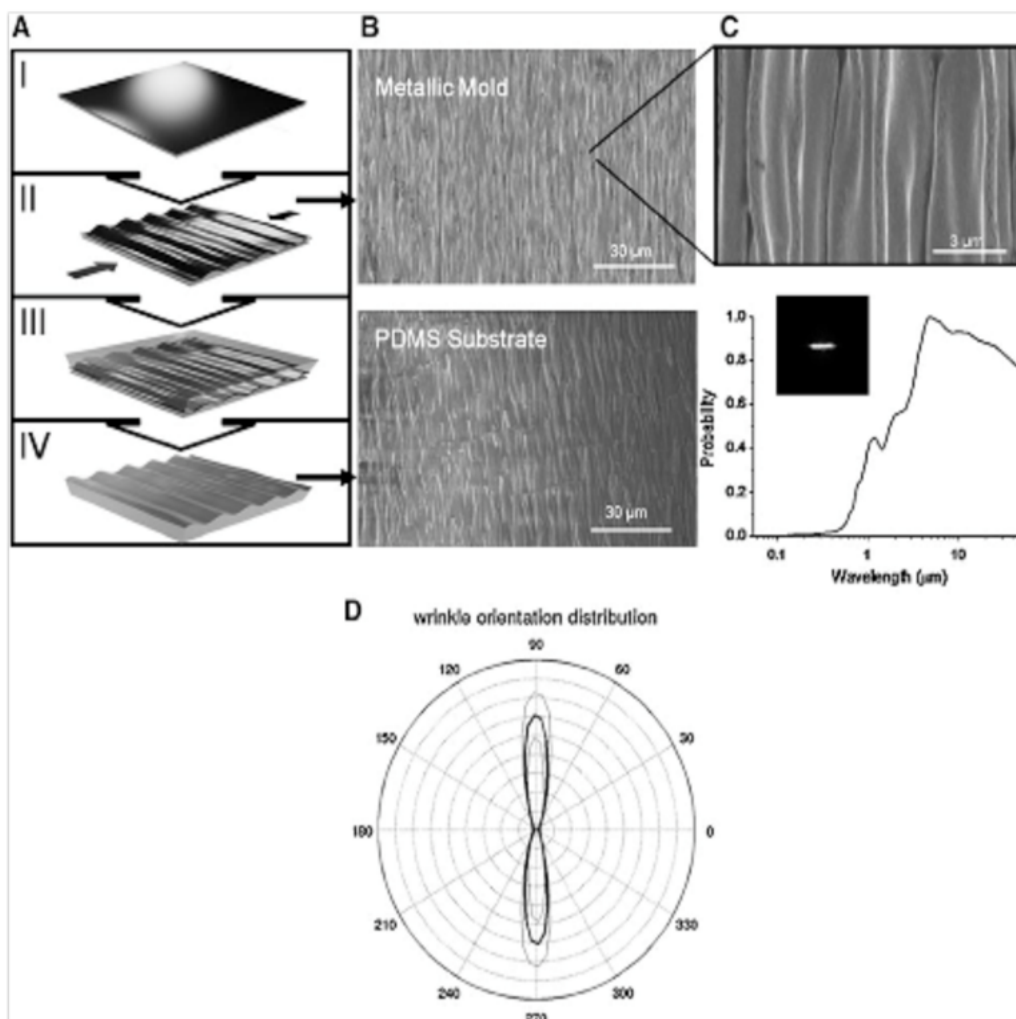 A
B
C
I
II
III
IV
Metallic Mold
30 µm
3 µm
PDMS Substrate
30 µm
1.0
0.8
0.6
0.4
0.2
0.0
Probability
0.1
1
10
Wavelength (µm)
D
wrinkle orientation distribution
90
120
60
150
30
180
0
210
330
240
300
270